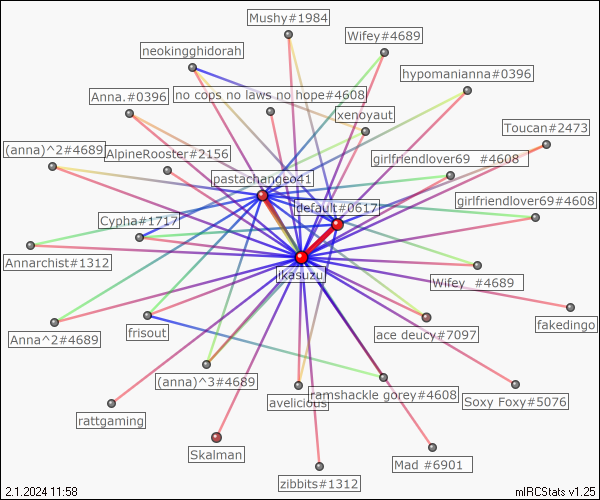 Mushy#1984
Wifey#4689
neokingghidorah
hypomanianna#0396
Anna.#0396
no cops no laws no hope#4608
xenoyaut
Toucan#2473
(anna)^2#4689
AlpineRooster#2156
girlfriendlover69 #4608
pastachangeo41
default#0617
girlfriendlover69#4608
Cypha#1717
Annarchist#1312
ikasuzu
Wifey #4689
fakedingo
Anna^2#4689
frisout
ace deucy#7097
(anna)^3#4689
avelicious
ramshackle gorey#4608
Soxy Foxy#5076
rattgaming
Skalman
Mad #6901
zibbits#1312
2.1.2024 11:58
mIRCStats v1.25